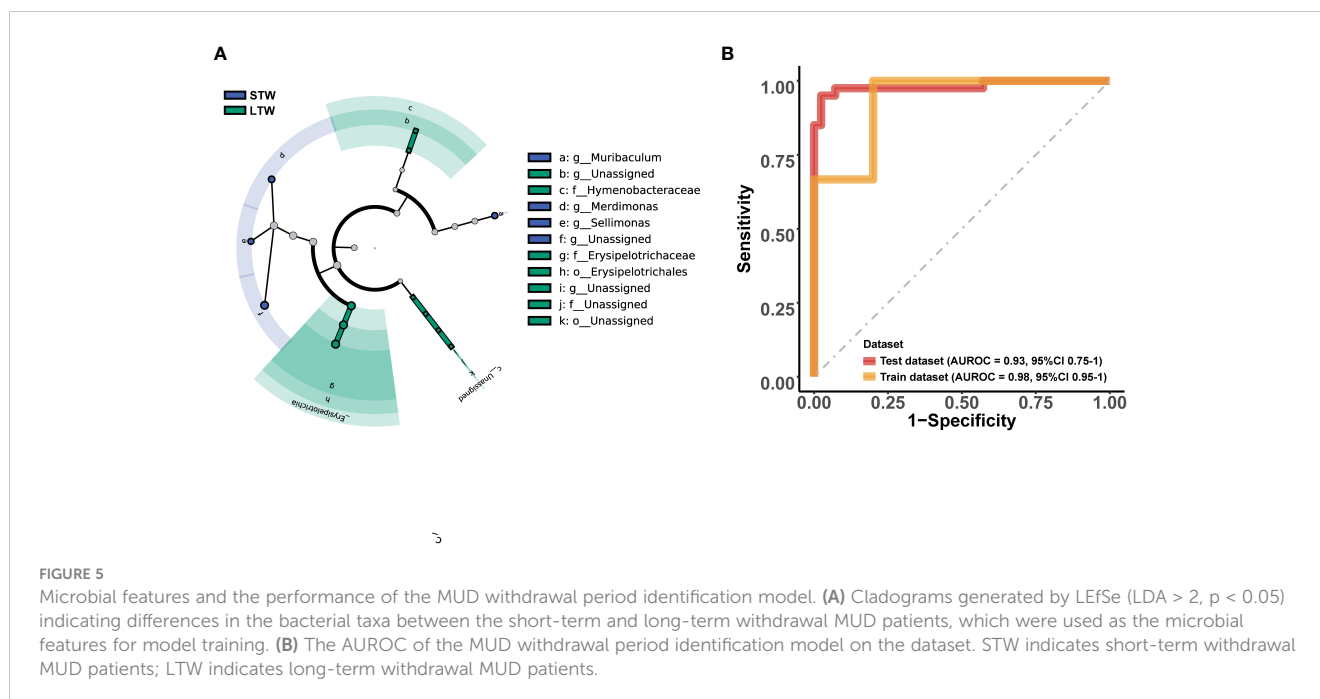 A
B
STW
LTW
c
b
d
a
e
f
g
h
_Erysipelotrichia
k
c__Unassigned
a: g__Muribaculum
b: g__Unassigned
c: f__Hymenobacteraceae
d: g__Merdimonas
e: g__Sellimonas
f: g__Unassigned
g: f__Erysipelotrichaceae
h: o__Erysipelotrichales
i: g__Unassigned
j: f__Unassigned
k: o__Unassigned
Sensitivity
1.00
0.75
0.50
0.25
0.00
Dataset
Test dataset (AUROC = 0.93, 95%CI 0.75-1)
Train dataset (AUROC = 0.98, 95%CI 0.95-1)
0.00 0.25 0.50 0.75 1.00
1−Specificity
FIGURE 5
Microbial features and the performance of the MUD withdrawal period identification model. (A) Cladograms generated by LEfSe (LDA > 2, p < 0.05)
indicating differences in the bacterial taxa between the short-term and long-term withdrawal MUD patients, which were used as the microbial
features for model training. (B) The AUROC of the MUD withdrawal period identification model on the dataset. STW indicates short-term withdrawal
MUD patients; LTW indicates long-term withdrawal MUD patients.